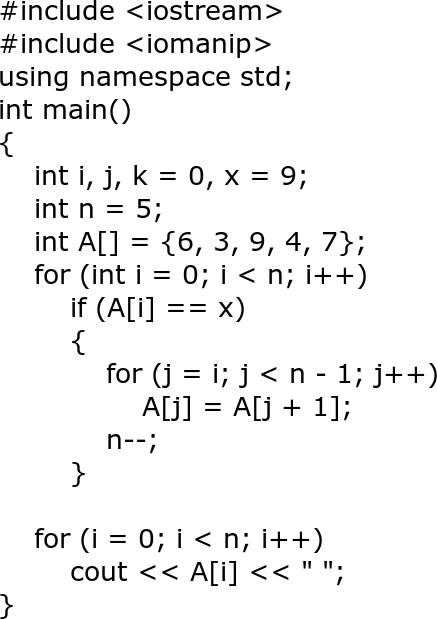 #include <iostream>
#include <iomanip>
using namespace std;
int main()
{
    int i, j, k = 0, x = 9;
    int n = 5;
    int A[] = {6, 3, 9, 4, 7};
    for (int i = 0; i < n; i++)
        if (A[i] == x)
        {
            for (j = i; j < n - 1; j++)
                A[j] = A[j + 1];
            n--;
        }

    for (i = 0; i < n; i++)
        cout << A[i] << " ";
}